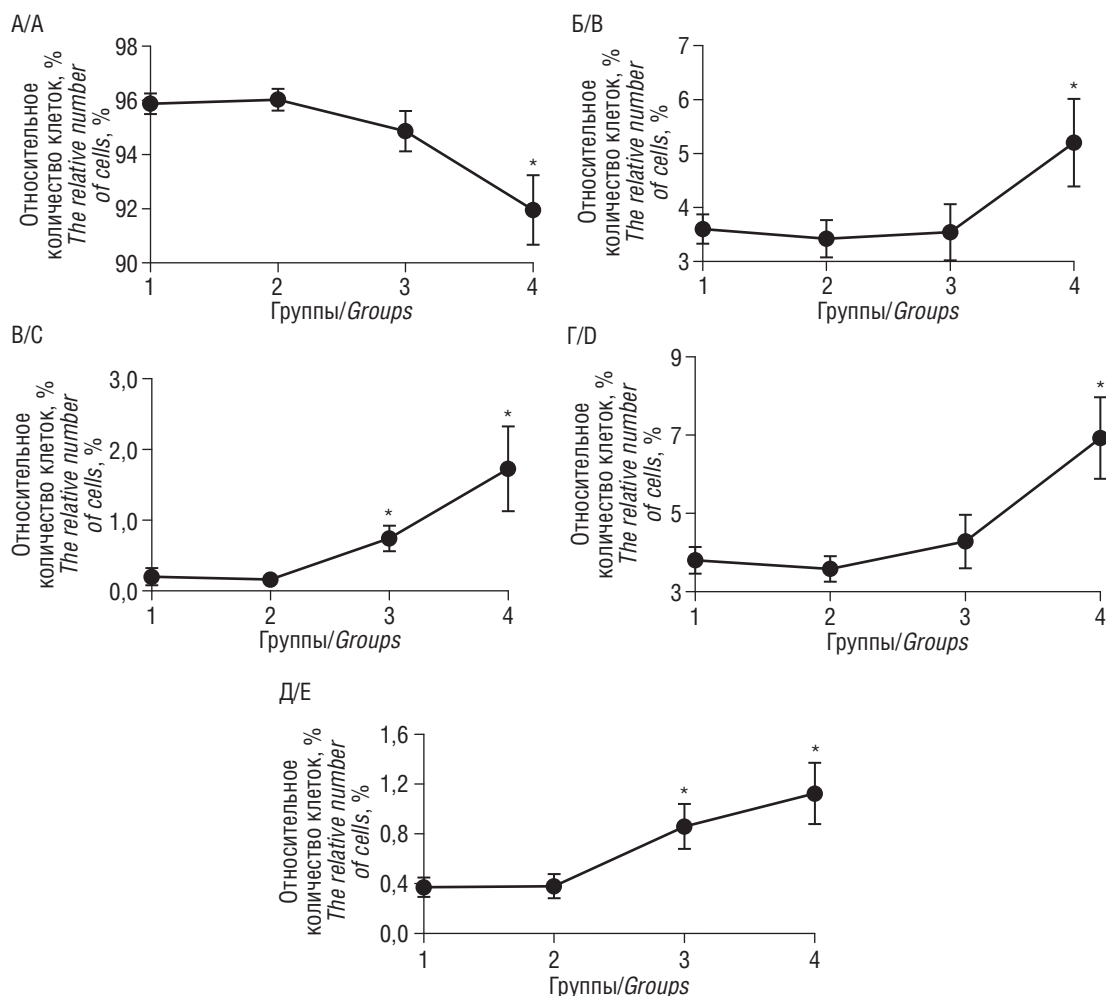 А/A
Относительное
количество клеток, %
The relative number
of cells, %
98
96
94
92
90
1
2
3
4
Группы/Groups
Б/B
Относительное
количество клеток, %
The relative number
of cells, %
7
6
5
4
3
*
1
2
3
4
Группы/Groups
*
В/C
Относительное
количество клеток, %
The relative number
of cells, %
3,0
2,0
1,0
0,0
*
*
1
2
3
4
Группы/Groups
Г/D
Относительное
количество клеток, %
The relative number
of cells, %
9
7
5
3
*
1
2
3
4
Группы/Groups
Д/E
Относительное
количество клеток, %
The relative number
of cells, %
1,6
1,2
0,8
0,4
0,0
*
*
1
2
3
4
Группы/Groups